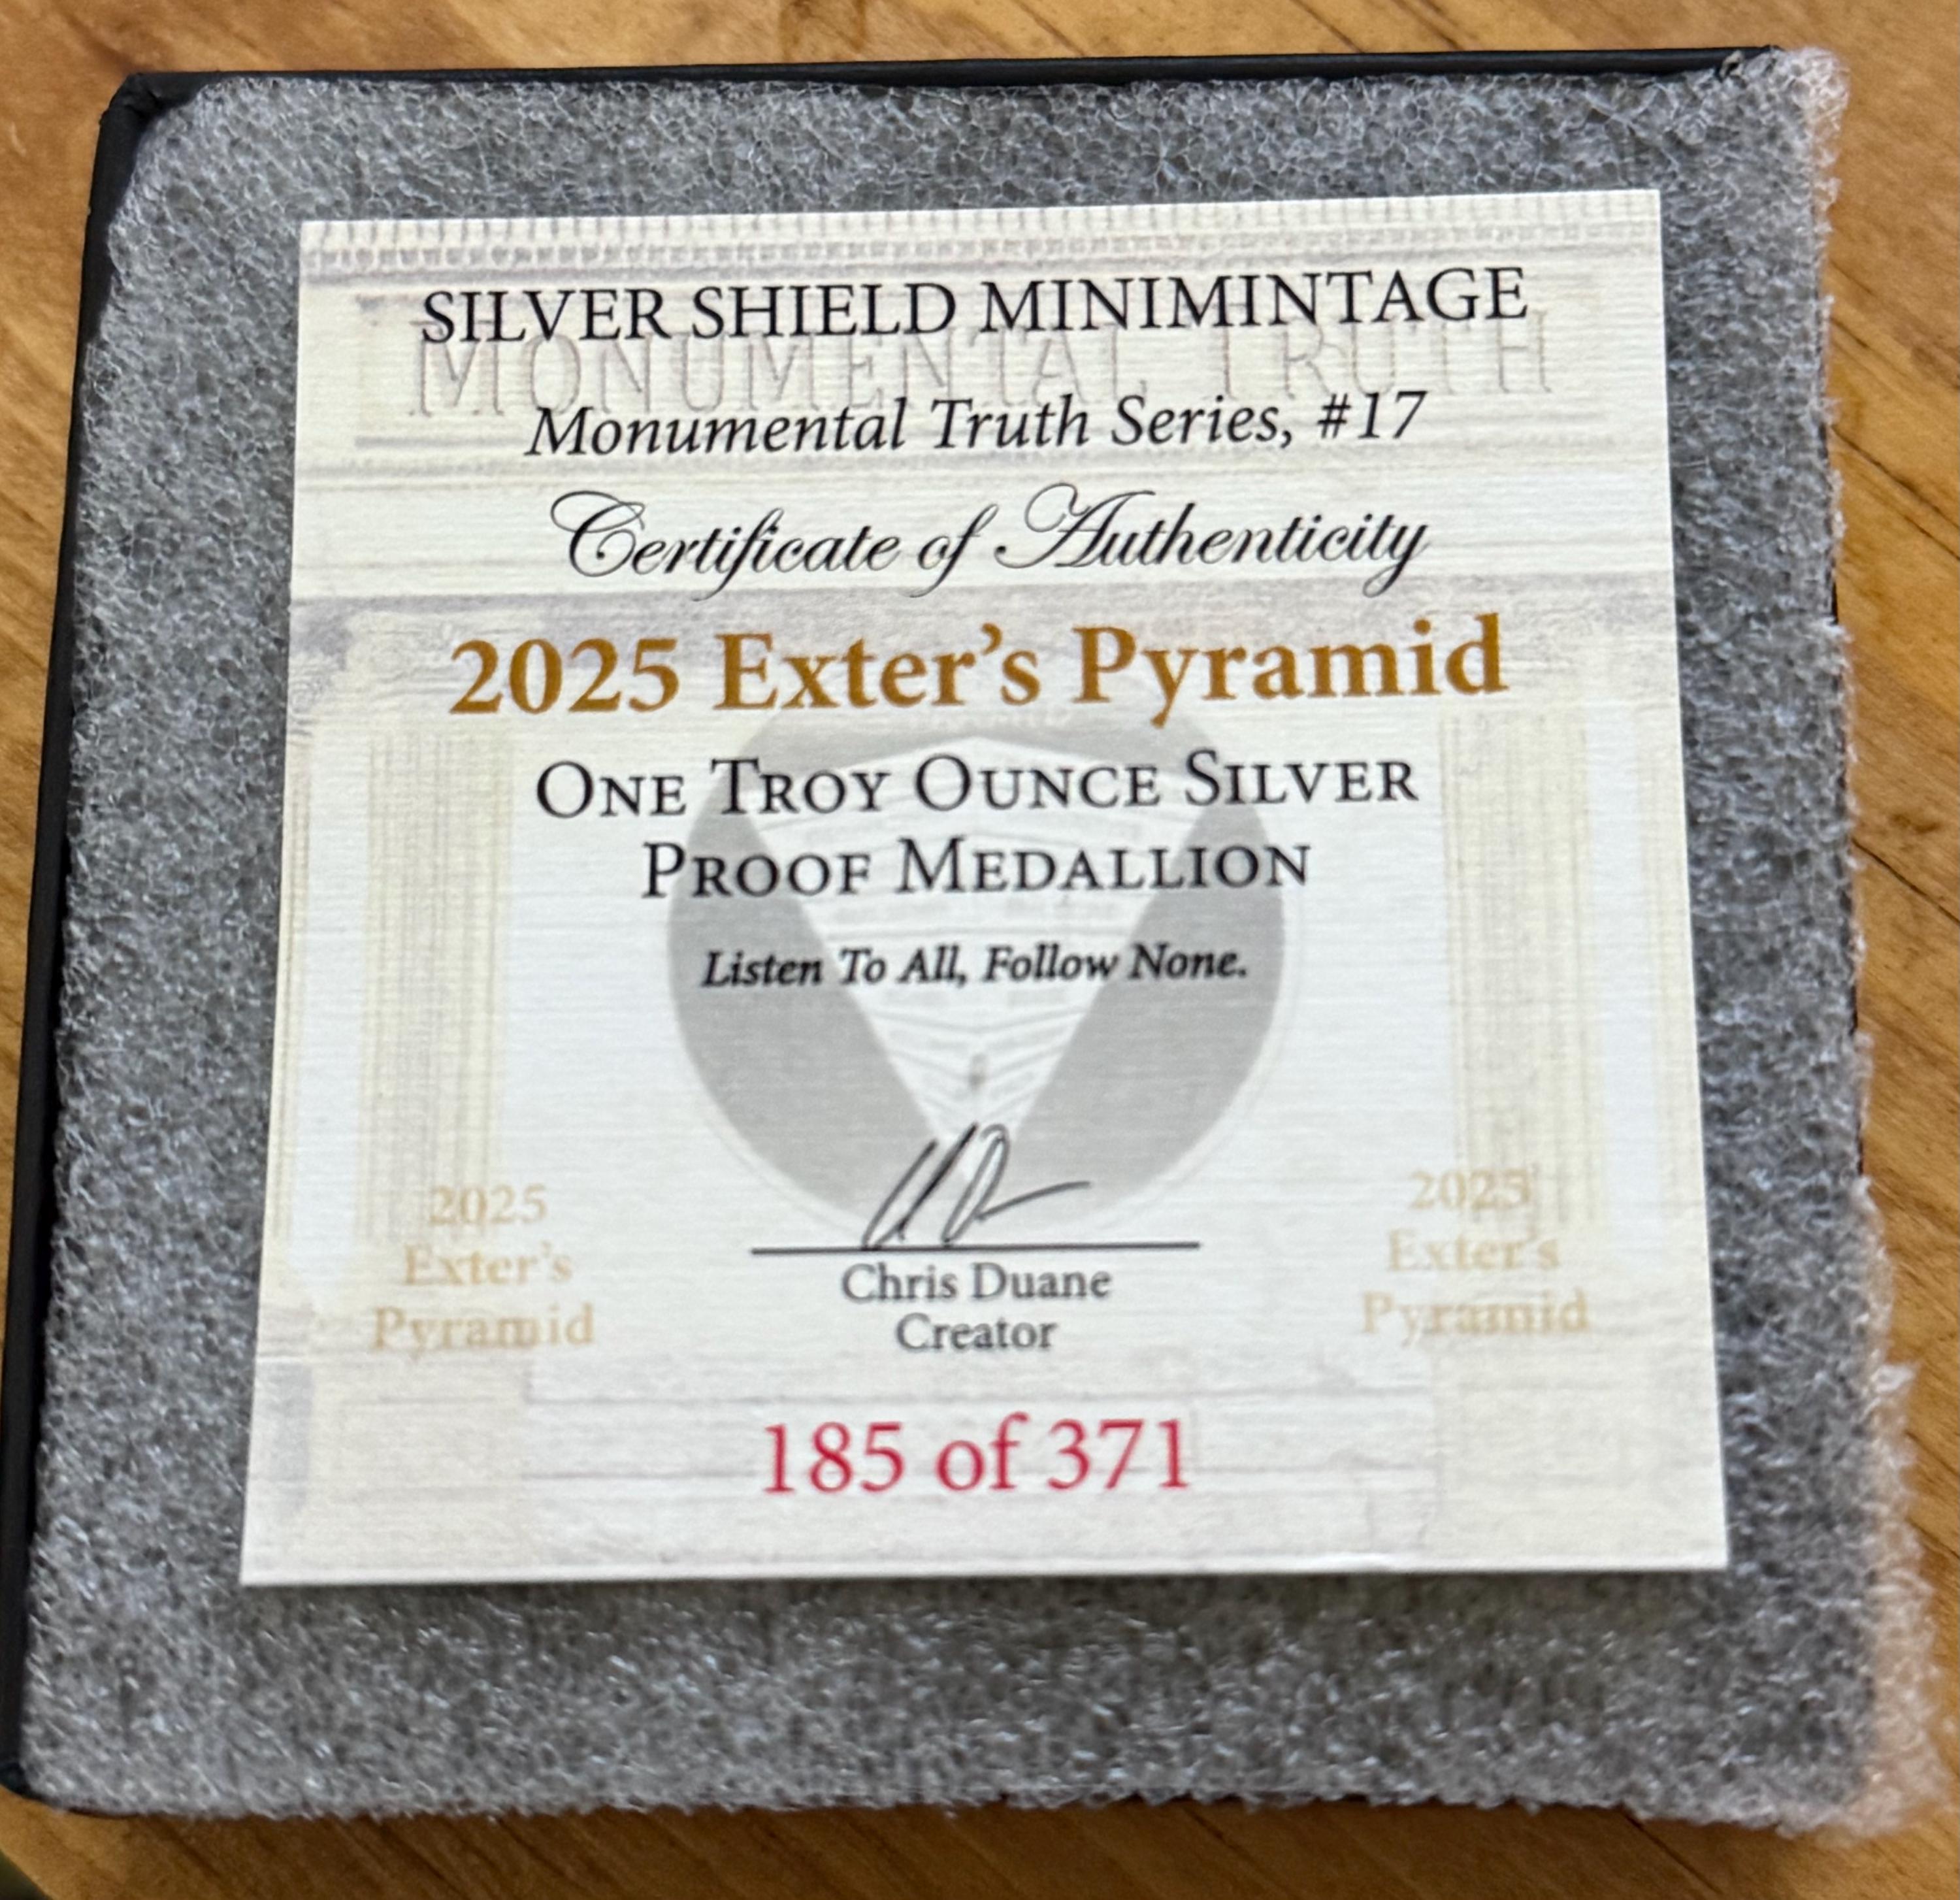 SILVER SHIELD MINIMINTAGE
MONUMENTAL TRUTH
Monumental Truth Series, #17
Certificate of Authenticity
2025 Exter’s Pyramid
ONE TROY OUNCE SILVER
PROOF MEDALLION
Listen To All, Follow None.
Chris Duane
Creator
2025
Exter’s
Pyramid
2025
Exter’s
Pyramid
185 of 371